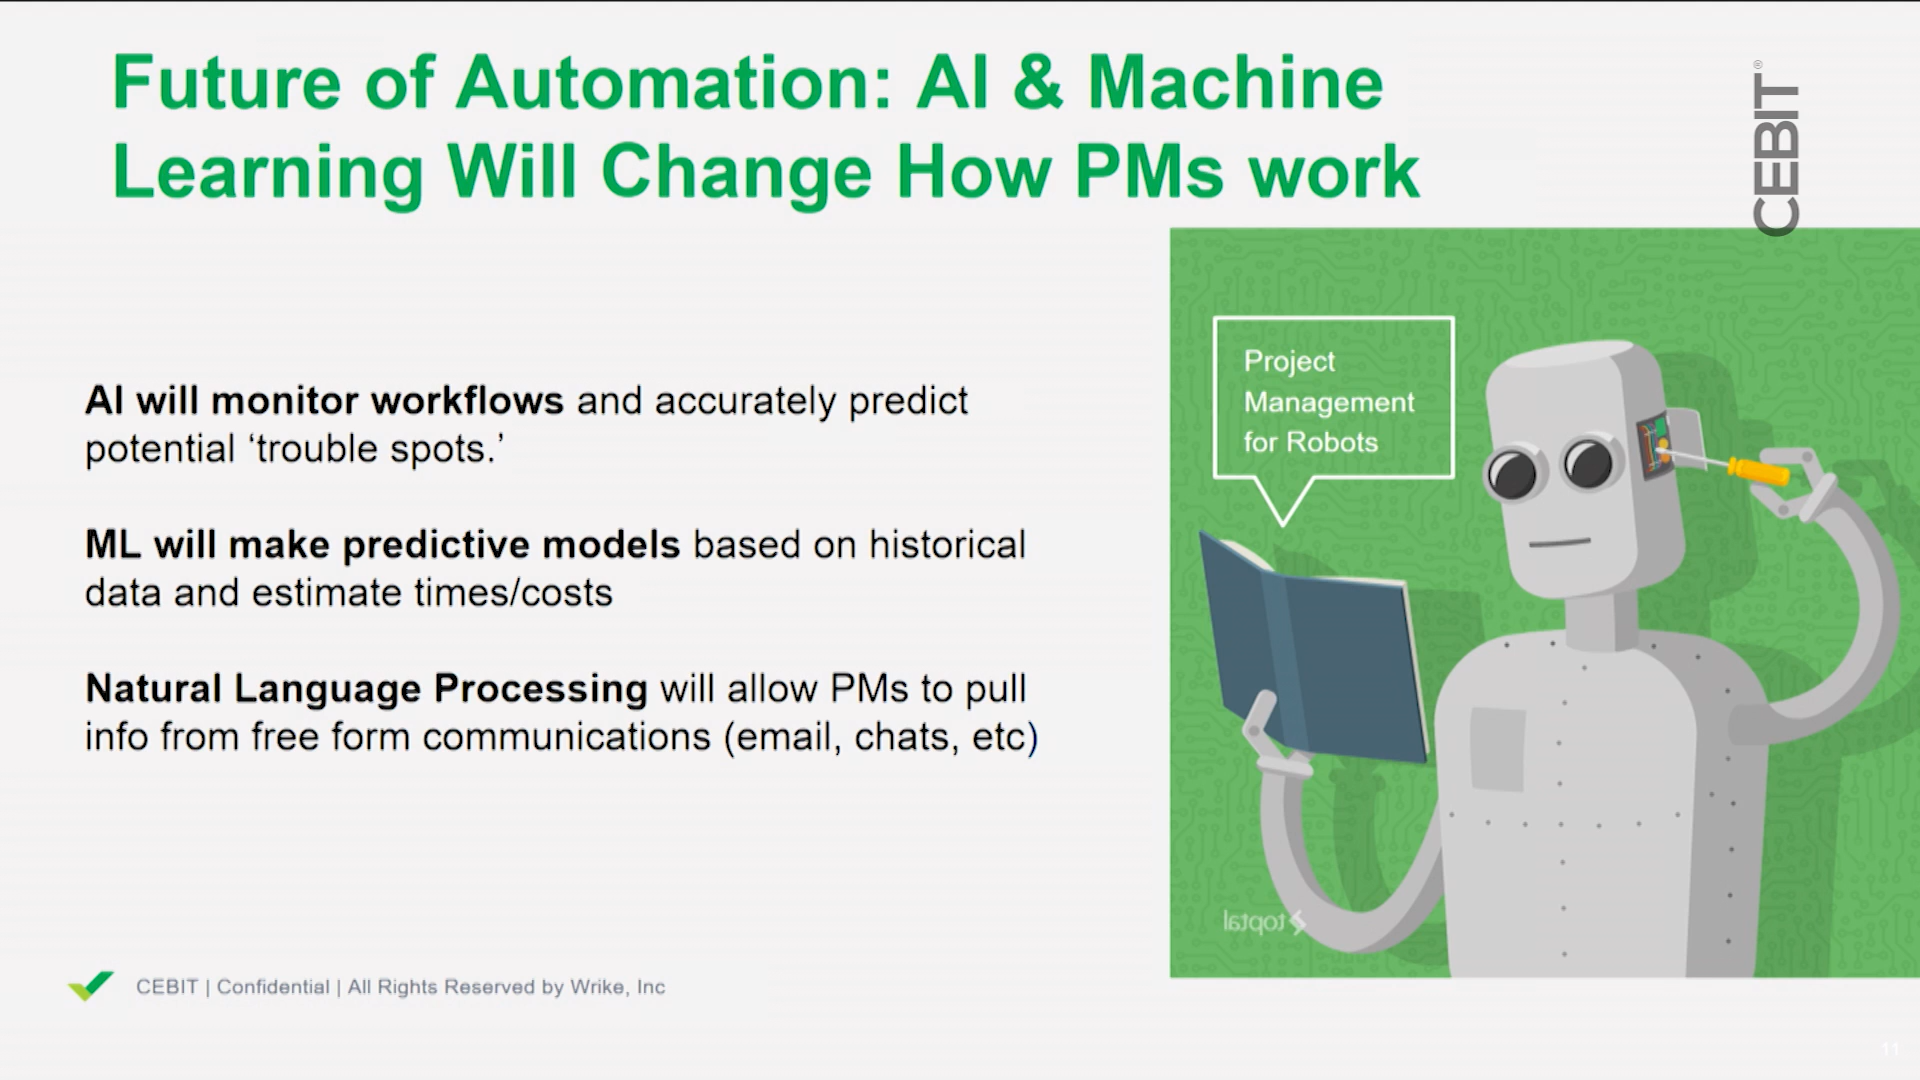 Future of Automation: AI & Machine
Learning Will Change How PMs work
CEBIT®
AI will monitor workflows and accurately predict
potential ‘trouble spots.’
ML will make predictive models based on historical
data and estimate times/costs
Natural Language Processing will allow PMs to pull
info from free form communications (email, chats, etc)
Project
Management
for Robots
toptal
CEBIT | Confidential | All Rights Reserved by Wrike, Inc
11